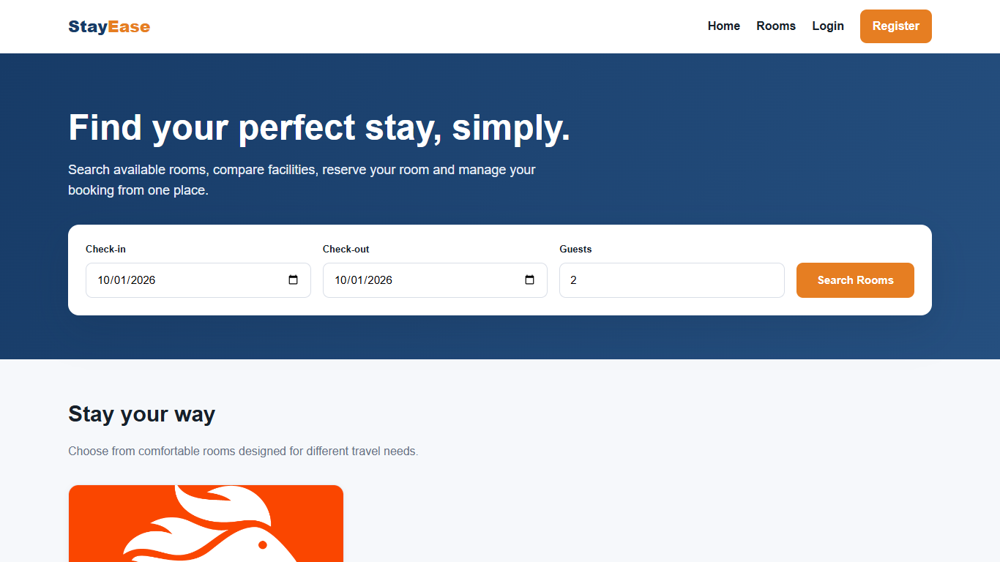 StayEase
Home Rooms Login Register
Find your perfect stay, simply.
Search available rooms, compare facilities, reserve your room and manage your
booking from one place.
Check-in Check-out Guests
10/01/2026 10/01/2026 2 Search Rooms
Stay your way
Choose from comfortable rooms designed for different travel needs.